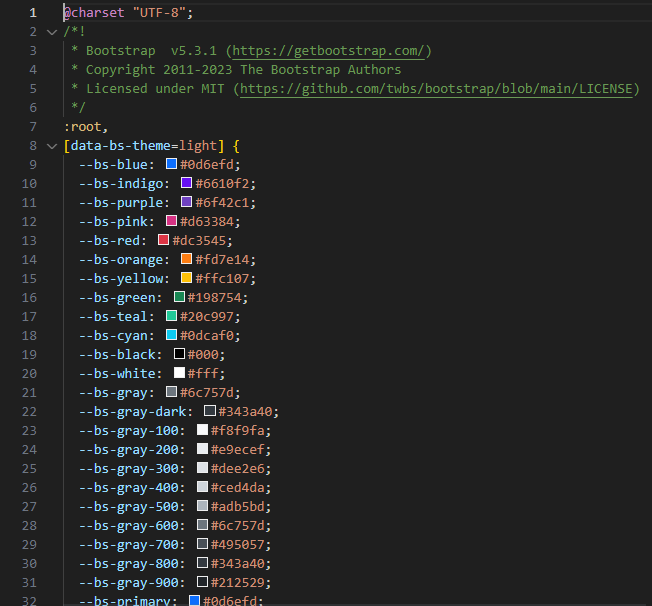 1 @charset "UTF-8";
2 /*!
3 * Bootstrap  v5.3.1 (https://getbootstrap.com/)
4 * Copyright 2011-2023 The Bootstrap Authors
5 * Licensed under MIT (https://github.com/twbs/bootstrap/blob/main/LICENSE)
6 */
7 :root,
8 [data-bs-theme=light] {
9 --bs-blue: #0d6efd;
10 --bs-indigo: #6610f2;
11 --bs-purple: #6f42c1;
12 --bs-pink: #d63384;
13 --bs-red: #dc3545;
14 --bs-orange: #fd7e14;
15 --bs-yellow: #ffc107;
16 --bs-green: #198754;
17 --bs-teal: #20c997;
18 --bs-cyan: #0dcaf0;
19 --bs-black: #000;
20 --bs-white: #fff;
21 --bs-gray: #6c757d;
22 --bs-gray-dark: #343a40;
23 --bs-gray-100: #f8f9fa;
24 --bs-gray-200: #e9ecef;
25 --bs-gray-300: #dee2e6;
26 --bs-gray-400: #ced4da;
27 --bs-gray-500: #adb5bd;
28 --bs-gray-600: #6c757d;
29 --bs-gray-700: #495057;
30 --bs-gray-800: #343a40;
31 --bs-gray-900: #212529;
32 --bs-primary: #0d6efd;